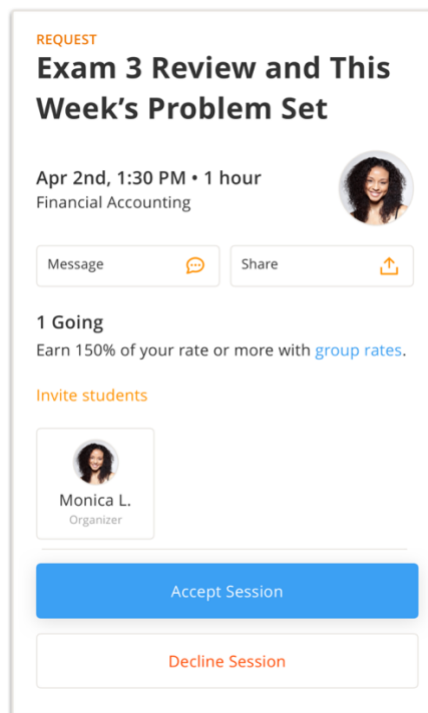 REQUEST
Exam 3 Review and This
Week’s Problem Set
Apr 2nd, 1:30 PM • 1 hour
Financial Accounting
Message
Share
1 Going
Earn 150% of your rate or more with group rates.
Invite students
Monica L.
Organizer
Accept Session
Decline Session